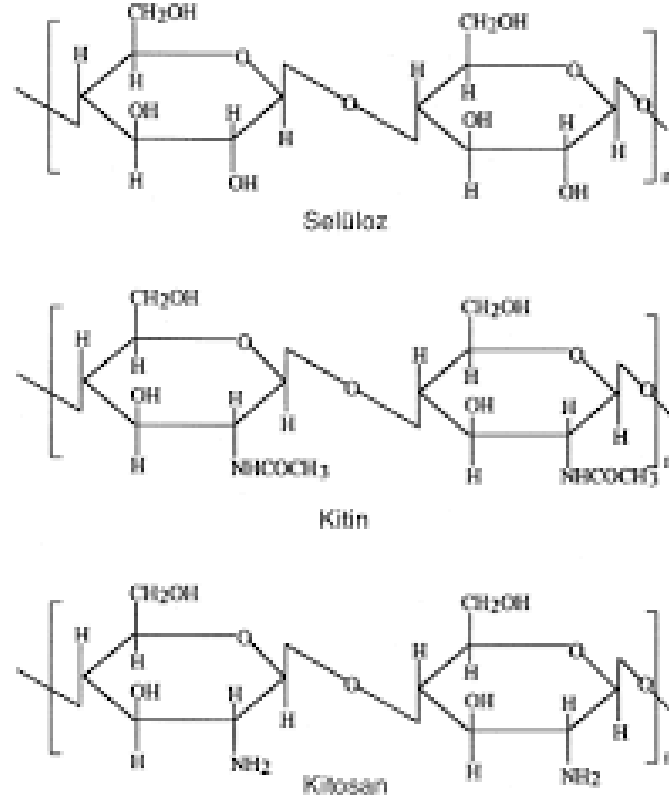 CH2OH CH2OH
H O H O
H H O O
OH H OH H
H H
H OH H OH n
Selüloz
CH2OH CH2OH
H O H O
H H O O
OH H OH H
H H
H NHCOCH3 H NHCOCH3 n
Kitin
CH2OH CH2OH
H O H O
H H O O
OH H OH H
H H
H NH2 H NH2 n
Kitosan